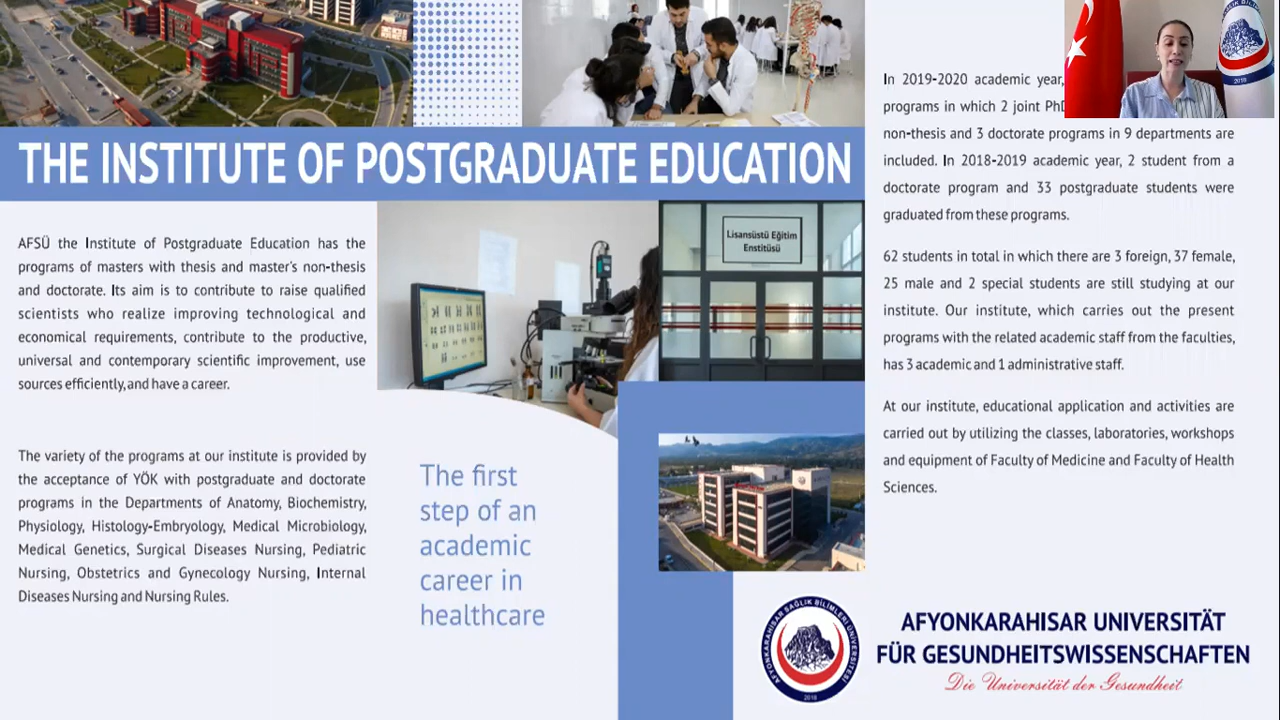 THE INSTITUTE OF POSTGRADUATE EDUCATION
AFSÜ the Institute of Postgraduate Education has the
programs of masters with thesis and master's non-thesis
and doctorate. Its aim is to contribute to raise qualified
scientists who realize improving technological and
economical requirements, contribute to the productive,
universal and contemporary scientific improvement, use
sources efficiently,and have a career.
The variety of the programs at our institute is provided by
the acceptance of YÖK with postgraduate and doctorate
programs in the Departments of Anatomy, Biochemistry,
Physiology, Histology-Embryology, Medical Microbiology,
Medical Genetics, Surgical Diseases Nursing, Pediatric
Nursing, Obstetrics and Gynecology Nursing, Internal
Diseases Nursing and Nursing Rules.
Lisansüstü Eğitim
Enstitüsü
The first
step of an
academic
career in
healthcare
In 2019-2020 academic year,
programs in which 2 joint PhD
non-thesis and 3 doctorate programs in 9 departments are
included. In 2018-2019 academic year, 2 student from a
doctorate program and 33 postgraduate students were
graduated from these programs.
62 students in total in which there are 3 foreign, 37 female,
25 male and 2 special students are still studying at our
institute. Our institute, which carries out the present
programs with the related academic staff from the faculties,
has 3 academic and 1 administrative staff.
At our institute, educational application and activities are
carried out by utilizing the classes, laboratories, workshops
and equipment of Faculty of Medicine and Faculty of Health
Sciences.
AFYONKARAHİSAR SAĞLIK BİLİMLERİ ÜNİVERSİTESİ
2018
AFYONKARAHISAR UNIVERSITÄT
FÜR GESUNDHEITSWISSENSCHAFTEN
Die Universität der Gesundheit
2018